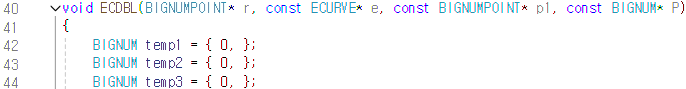 40 void ECDBL(BIGNUMPOINT* r, const ECURVE* e, const BIGNUMPOINT* p1, const BIGNUM* P)
41 {
42 BIGNUM temp1 = { 0, };
43 BIGNUM temp2 = { 0, };
44 BIGNUM temp3 = { 0, };